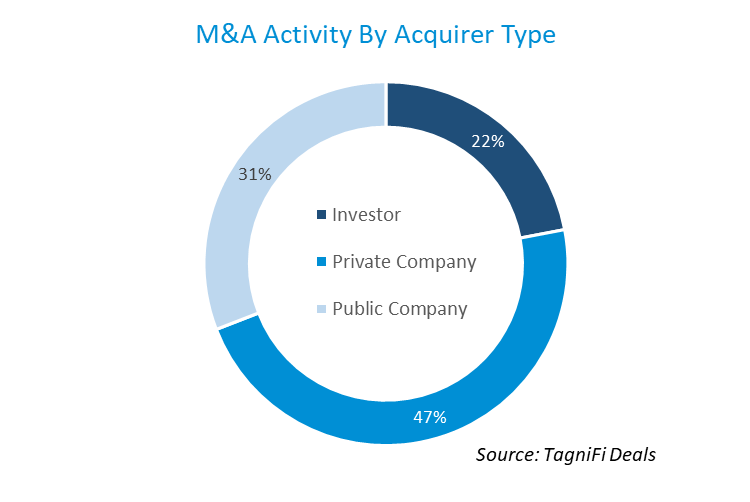 M&A Activity By Acquirer Type
22%
31%
Investor
Private Company
Public Company
47%
Source: TagniFi Deals